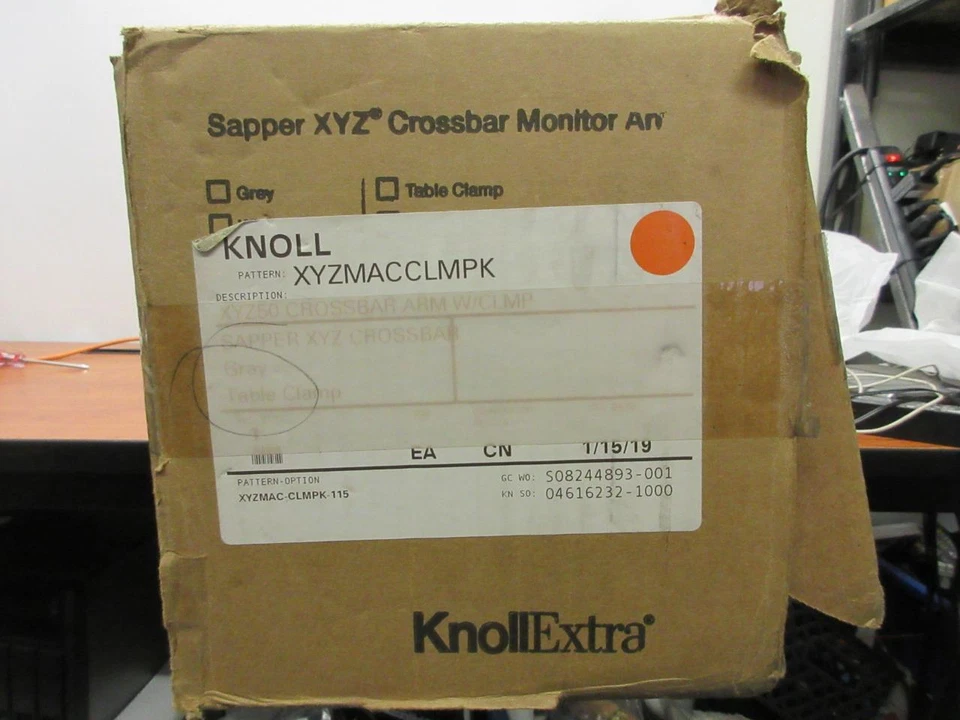 Sapper XYZ® Crossbar Monitor Ar
Grey
Table Clamp
KNOLL
PATTERN: XYZMACCLMPK
DESCRIPTION:
XYZ60 CROSSBAR ARM W/CLMP
SAPPER XYZ CROSSBAR
Grey
Table Clamp
EA CN 1/15/19
PATTERN-OPTION
XYZMAC-CLMPK-115
GC WO: S08244893-001
KN SO: 04616232-1000
KnollExtra®